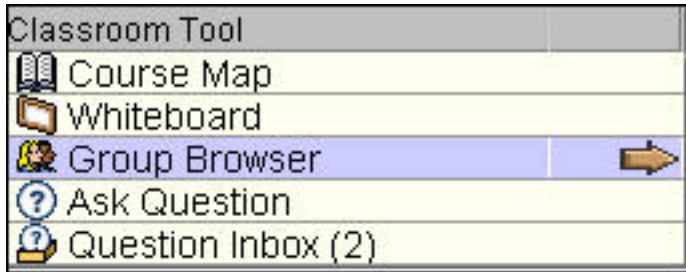 Classroom Tool
Course Map
Whiteboard
Group Browser
Ask Question
Question Inbox (2)